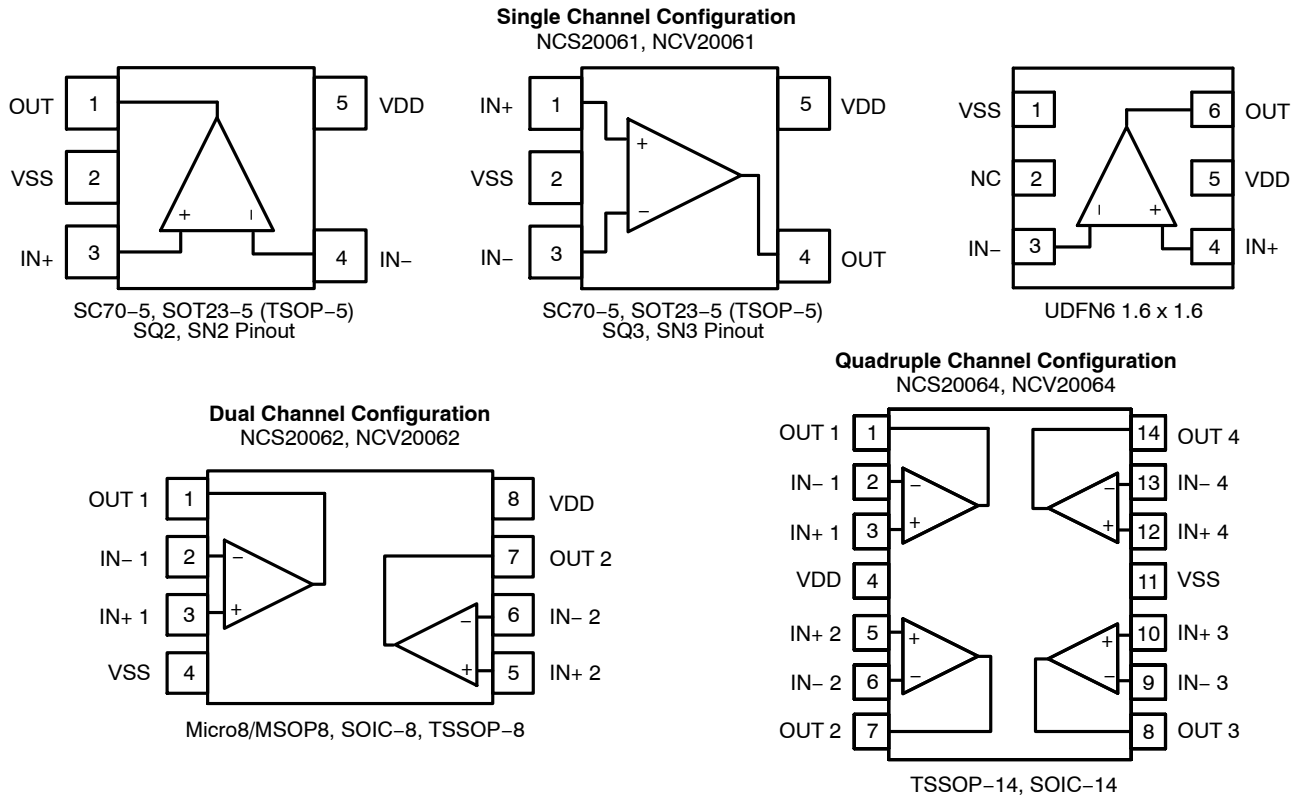 Single Channel Configuration
NCS20061, NCV20061
OUT 1 5 VDD
VSS 2
+ −
IN+ 3 4 IN−
SC70−5, SOT23−5 (TSOP−5)
SQ2, SN2 Pinout
IN+ 1 5 VDD
+
VSS 2
−
IN− 3 4 OUT
SC70−5, SOT23−5 (TSOP−5)
SQ3, SN3 Pinout
VSS 1 6 OUT
NC 2 5 VDD
− +
IN− 3 4 IN+
UDFN6 1.6 x 1.6
Dual Channel Configuration
NCS20062, NCV20062
OUT 1 1 8 VDD
IN− 1 2 − 7 OUT 2
IN+ 1 3 + − 6 IN− 2
VSS 4 + 5 IN+ 2
Micro8/MSOP8, SOIC−8, TSSOP−8
Quadruple Channel Configuration
NCS20064, NCV20064
OUT 1 1 14 OUT 4
IN− 1 2 − − 13 IN− 4
IN+ 1 3 + + 12 IN+ 4
VDD 4 11 VSS
IN+ 2 5 + + 10 IN+ 3
IN− 2 6 − − 9 IN− 3
OUT 2 7 8 OUT 3
TSSOP−14, SOIC−14